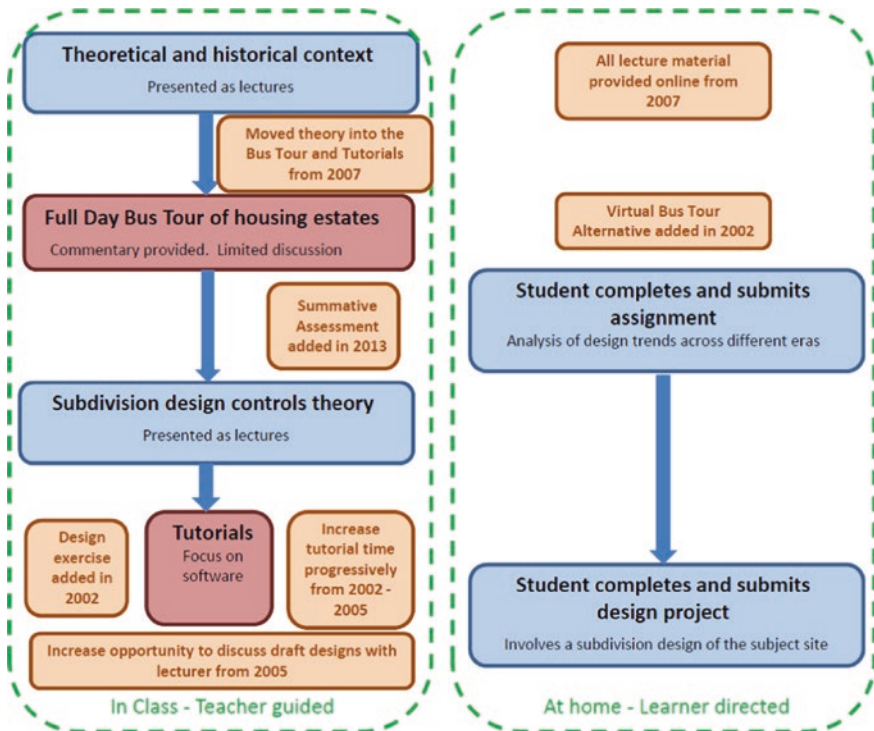 Theoretical and historical context
Presented as lectures
Moved theory into the
Bus Tour and Tutorials
from 2007
Full Day Bus Tour of housing estates
Commentary provided. Limited discussion
Summative
Assessment
added in 2013
Subdivision design controls theory
Presented as lectures
Design
exercise
added in
2002
Tutorials
Focus on
software
Increase
tutorial time
progressively
from 2002 -
2005
Increase opportunity to discuss draft designs with
lecturer from 2005
In Class - Teacher guided
All lecture material
provided online from
2007
Virtual Bus Tour
Alternative added in 2002
Student completes and submits
assignment
Analysis of design trends across different eras
Student completes and submits
design project
Involves a subdivision design of the subject site
At home - Learner directed